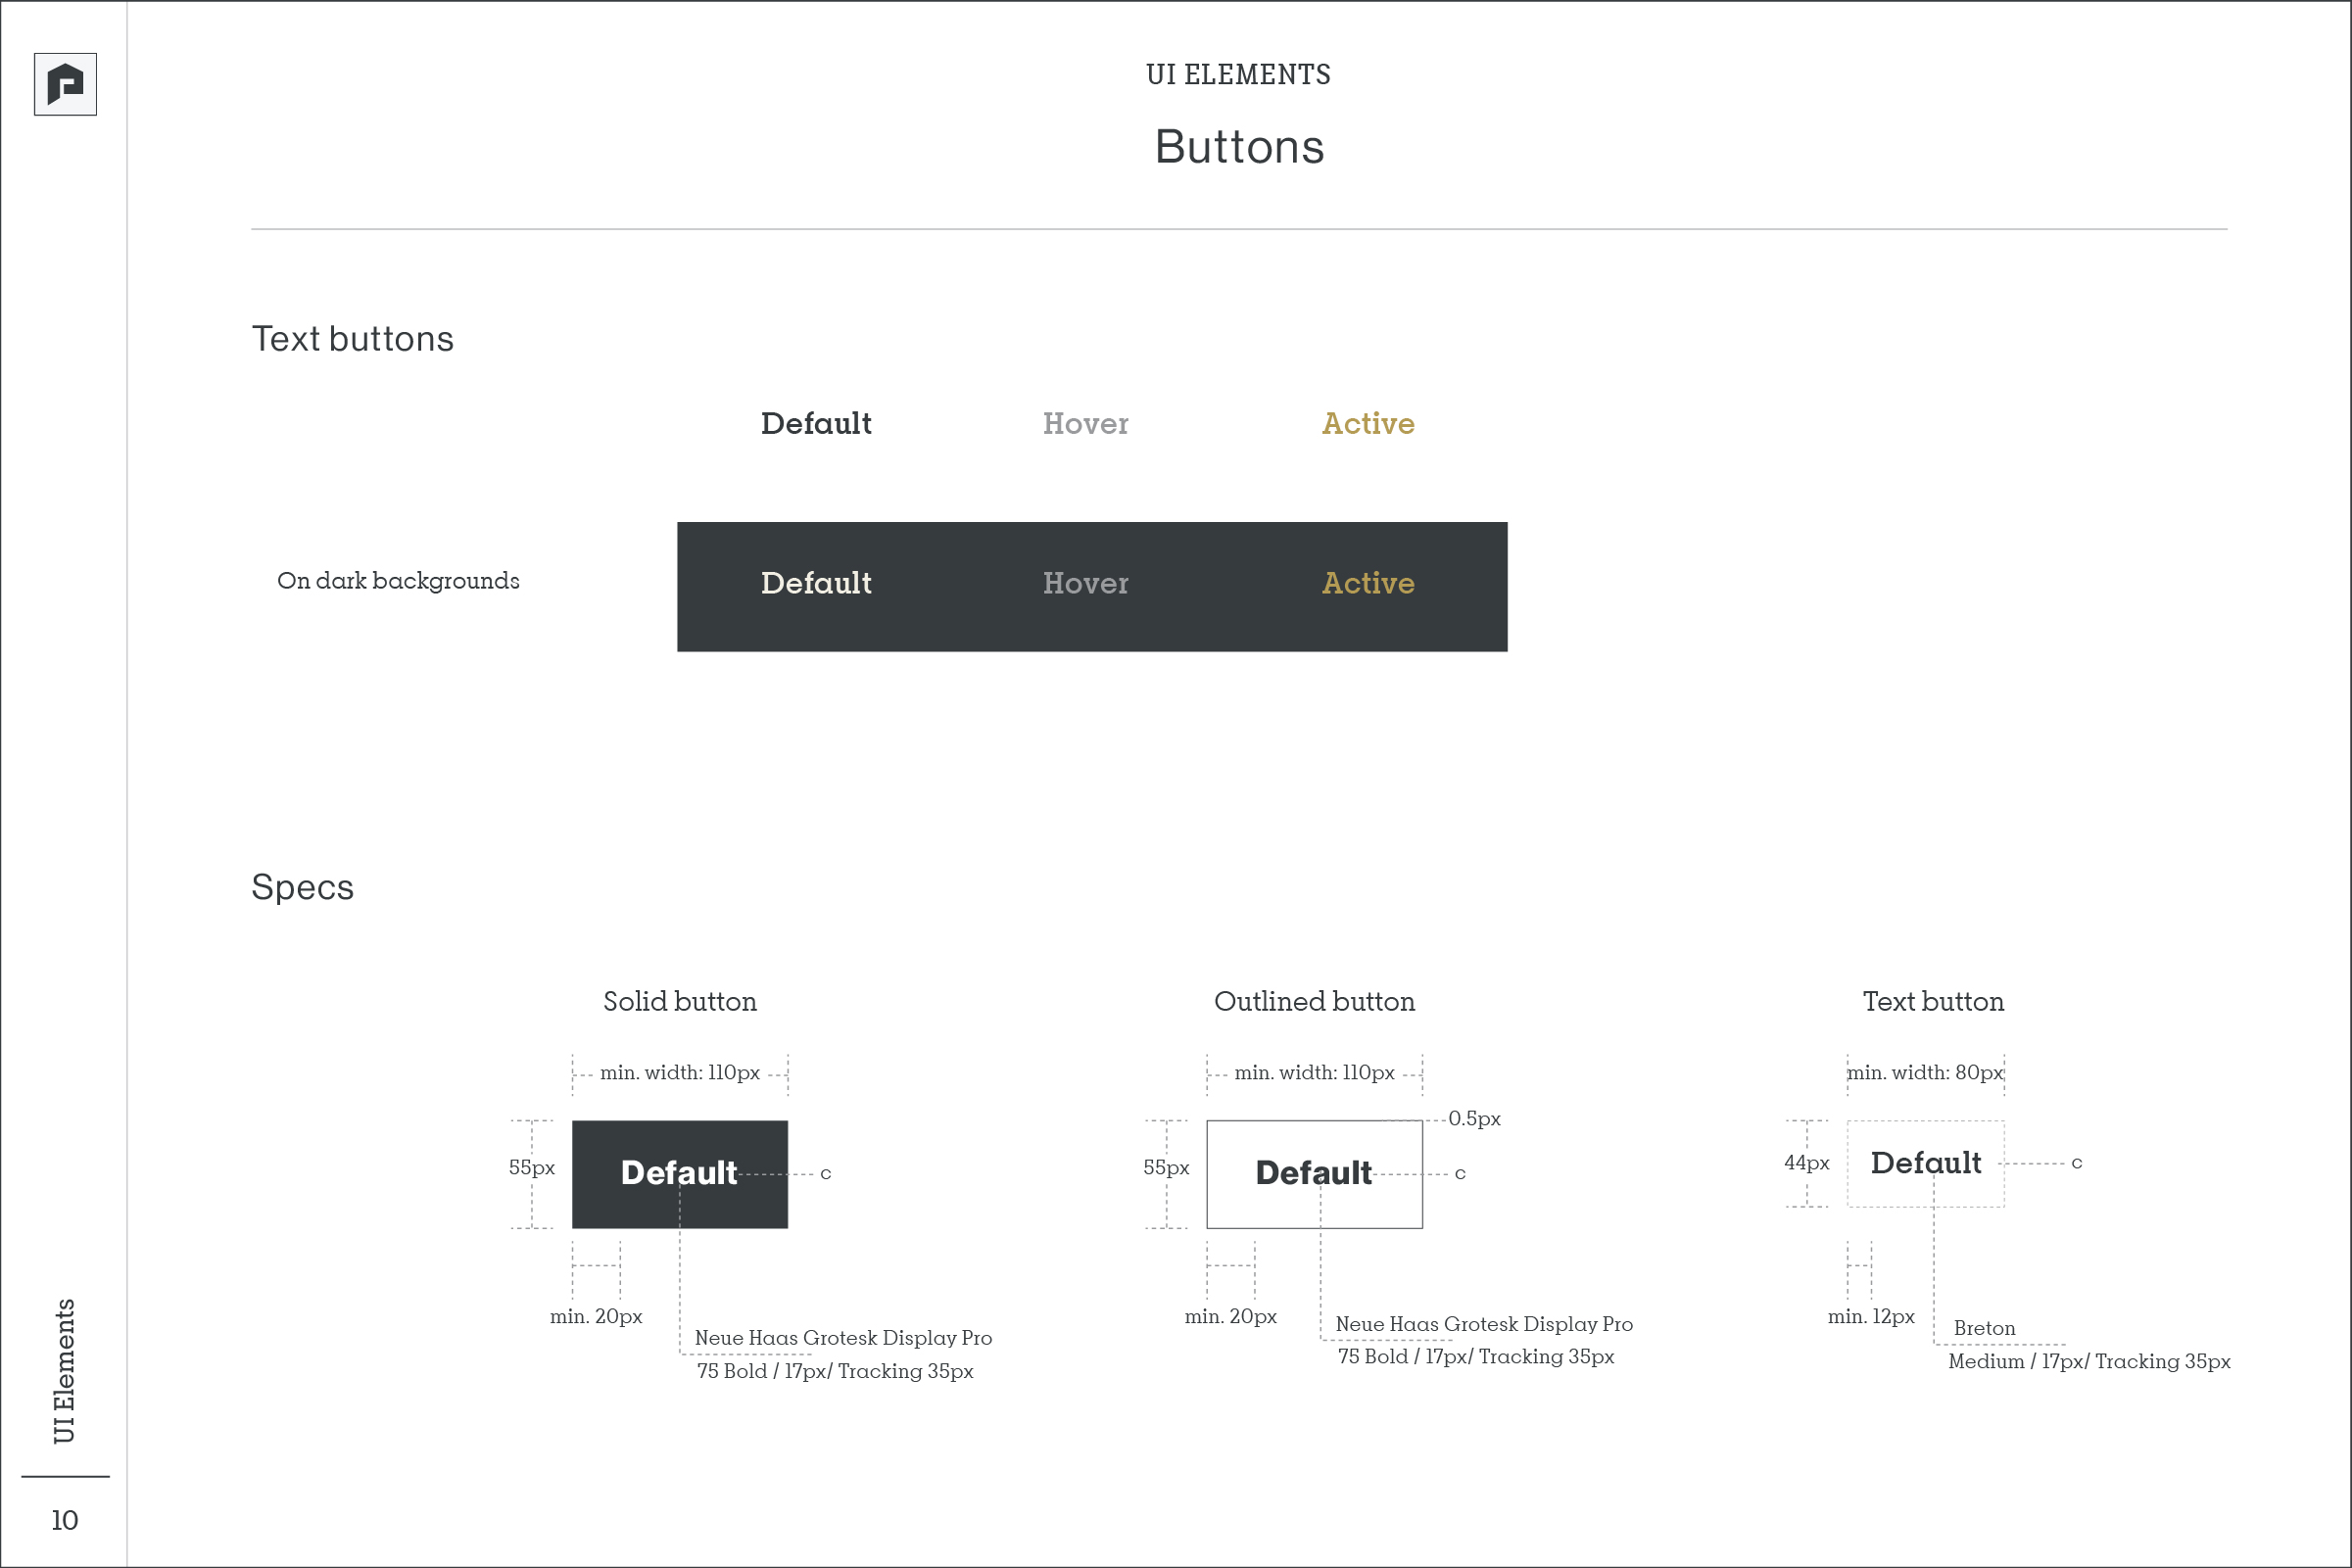 UI ELEMENTS
Buttons
Text buttons
Default Hover Active
On dark backgrounds
Default Hover Active
Specs
Solid button
min. width: 110px
55px
Default
c
min. 20px
Neue Haas Grotesk Display Pro
75 Bold / 17px/ Tracking 35px
Outlined button
min. width: 110px
0.5px
55px
Default
c
min. 20px
Neue Haas Grotesk Display Pro
75 Bold / 17px/ Tracking 35px
Text button
min. width: 80px
44px
Default
c
min. 12px
Breton
Medium / 17px/ Tracking 35px
UI Elements
10